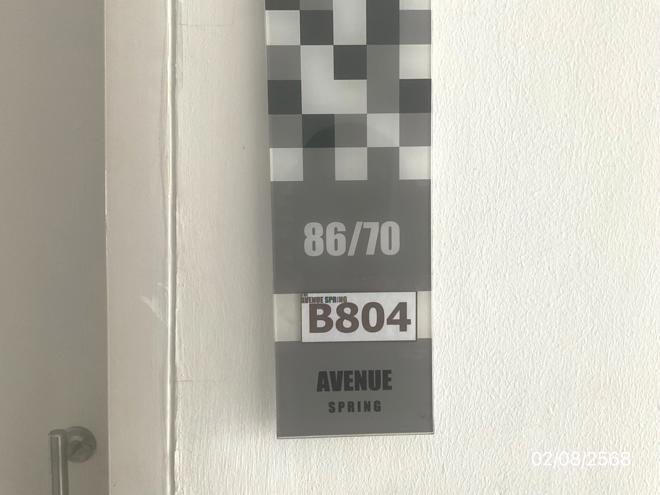 86/70
AVENUE SPRING
B804
AVENUE
SPRING
02/08/2568